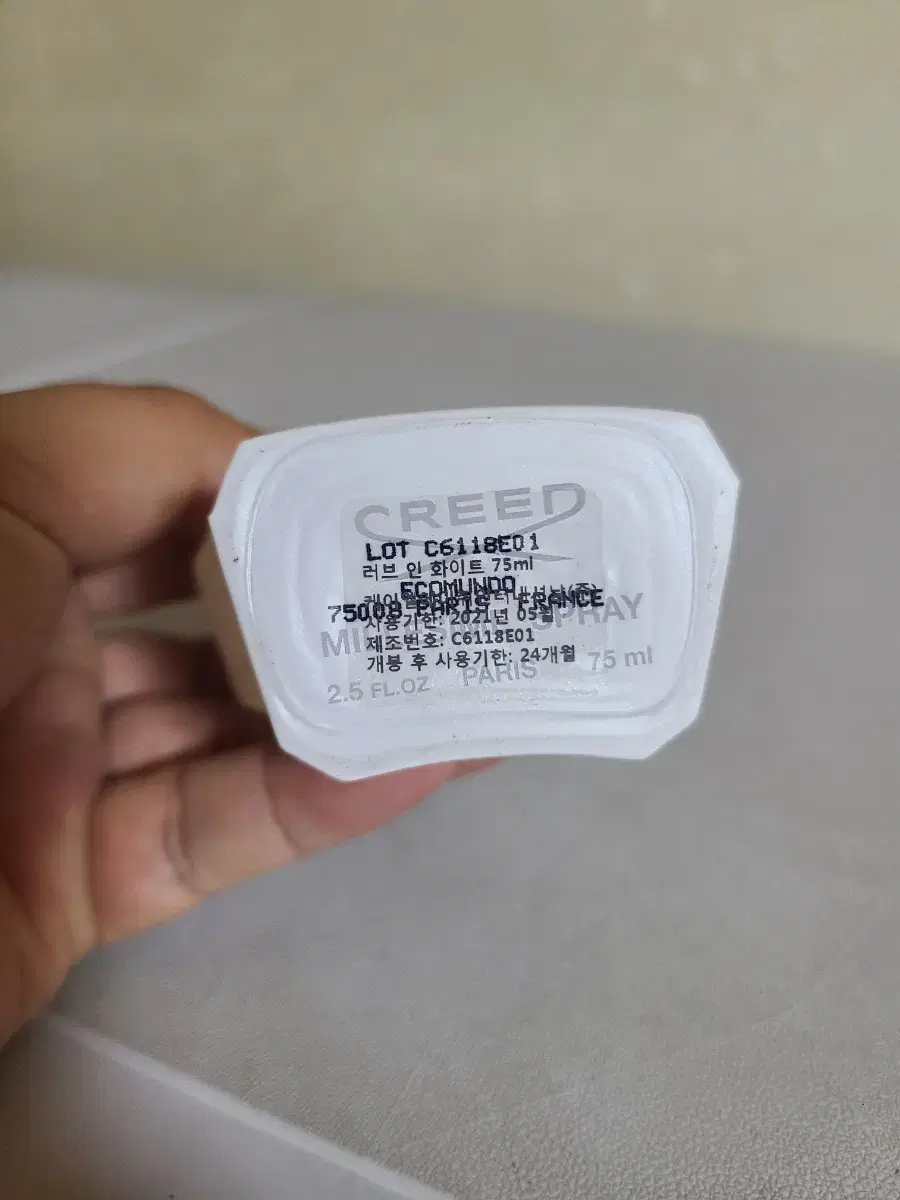 CREED
LOT C6118E01
러브 인 화이트 75ml
ECOMUNDO
75008 PARIS FRANCE
사용기한: 2021년 05월
SPRAY
제조번호: C6118E01
개봉 후 사용기한: 24개월
2.5 FL.OZ PARIS 75 ml